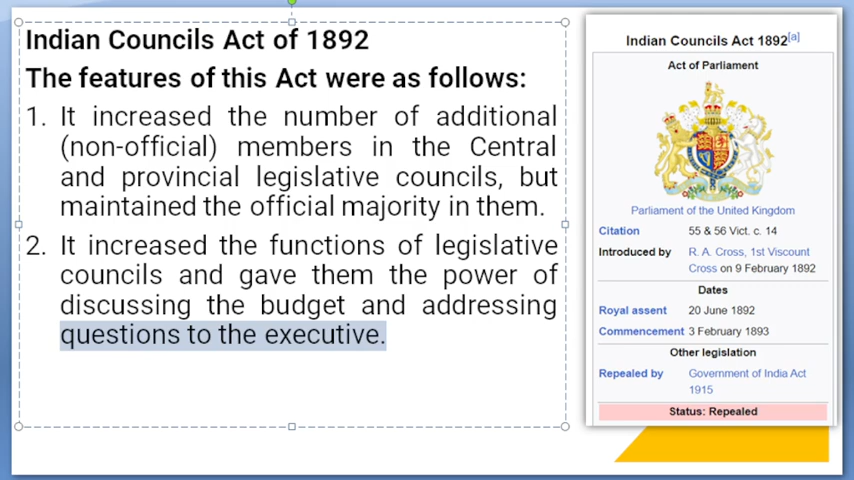 Indian Councils Act of 1892
The features of this Act were as follows:
1. It increased the number of additional
(non-official) members in the Central
and provincial legislative councils, but
maintained the official majority in them.
2. It increased the functions of legislative
councils and gave them the power of
discussing the budget and addressing
questions to the executive.
Indian Councils Act 1892[a]
Act of Parliament
Parliament of the United Kingdom
Citation 55 & 56 Vict. c. 14
Introduced by R. A. Cross, 1st Viscount
Cross on 9 February 1892
Dates
Royal assent 20 June 1892
Commencement 3 February 1893
Other legislation
Repealed by Government of India Act
1915
Status: Repealed